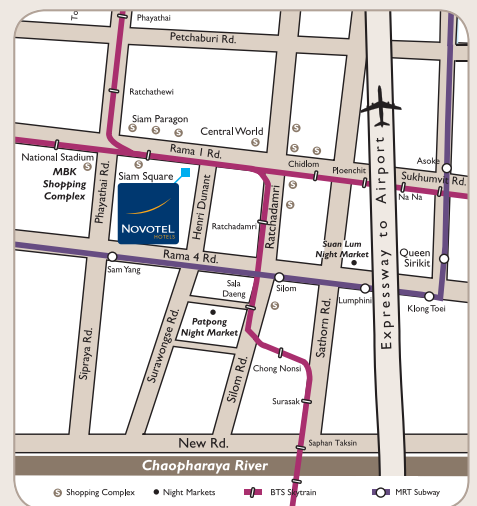 Phayathai
To
Petchaburi Rd.
Ratchathewi
Siam Paragon
Central World
Rama 1 Rd.
National Stadium
MBK
Shopping
Complex
Siam Square
Phayathai Rd.
NOVOTEL
HOTELS
Henri Dunant
Ratchadamri
Ratchadamri
Chidlom
Ploenchit
Asoke
Sukhumvit Rd.
Na Na
Expressway to Airport
Suan Lum
Night Market
Queen
Sirikit
Rama 4 Rd.
Sam Yang
Sala
Daeng
Silom
Lumphini
Klong Toei
Patpong
Night Market
Sipraya Rd.
Surawongse Rd.
Silom Rd.
Sathorn Rd.
Chong Nonsi
Surasak
New Rd.
Saphan Taksin
Chaopharaya River
S Shopping Complex
Night Markets
BTS Skytrain
MRT Subway